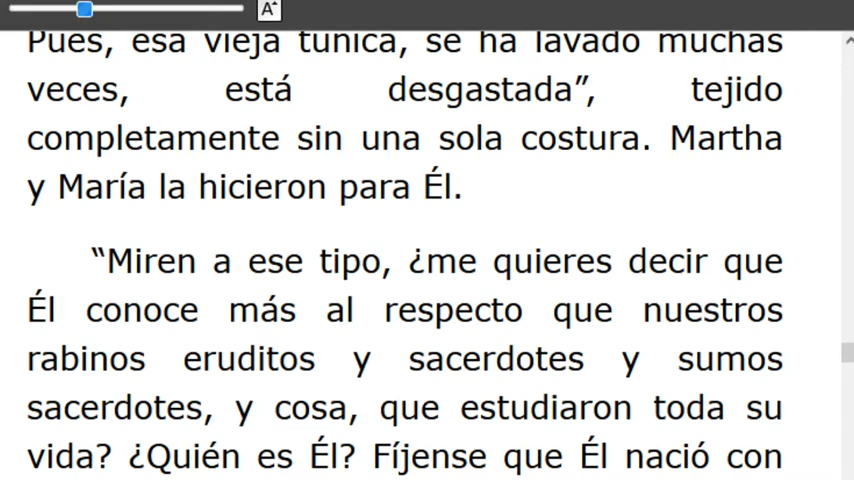 A
Pues, esa vieja túnica, se ha lavado muchas
veces, está desgastada”, tejido
completamente sin una sola costura. Martha
y María la hicieron para Él.
“Miren a ese tipo, ¿me quieres decir que
Él conoce más al respecto que nuestros
rabinos eruditos y sacerdotes y sumos
sacerdotes, y cosa, que estudiaron toda su
vida? ¿Quién es Él? Fíjense que Él nació con